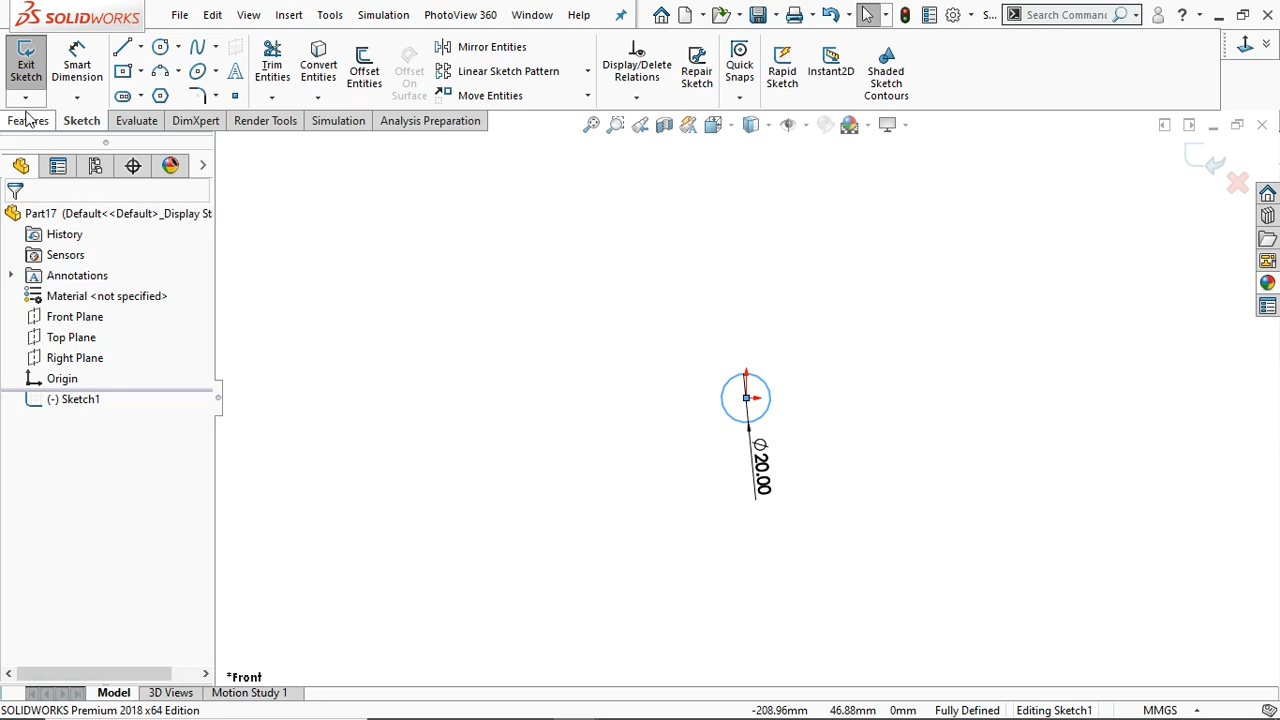 SOLIDWORKS
File Edit View Insert Tools Simulation PhotoView 360 Window Help
S...
Search Comman
?
Exit Sketch
Smart Dimension
Trim Entities
Convert Entities
Offset Entities
Offset On Surface
Mirror Entities
Linear Sketch Pattern
Move Entities
Display/Delete Relations
Repair Sketch
Quick Snaps
Rapid Sketch
Instant2D
Shaded Sketch Contours
Features Sketch Evaluate DimXpert Render Tools Simulation Analysis Preparation
Part17 (Default<<Default>_Display St
History
Sensors
Annotations
Material <not specified>
Front Plane
Top Plane
Right Plane
Origin
(-) Sketch1
Ø 20.00
*Front
Model 3D Views Motion Study 1
SOLIDWORKS Premium 2018 x64 Edition -208.96mm 46.88mm 0mm Fully Defined Editing Sketch1 MMGS